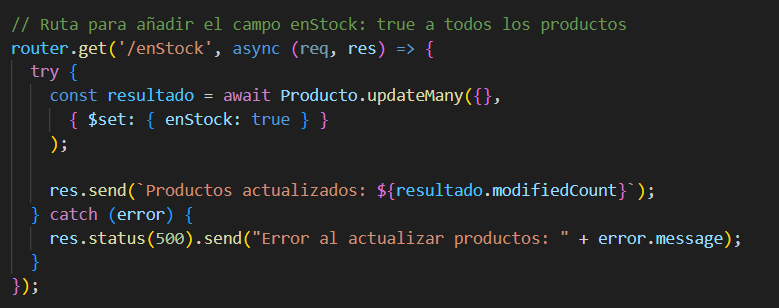 // Ruta para añadir el campo enStock: true a todos los productos
router.get('/enStock', async (req, res) => {
  try {
    const resultado = await Producto.updateMany({},
      { $set: { enStock: true } }
    );

    res.send(`Productos actualizados: ${resultado.modifiedCount}`);
  } catch (error) {
    res.status(500).send("Error al actualizar productos: " + error.message);
  }
});